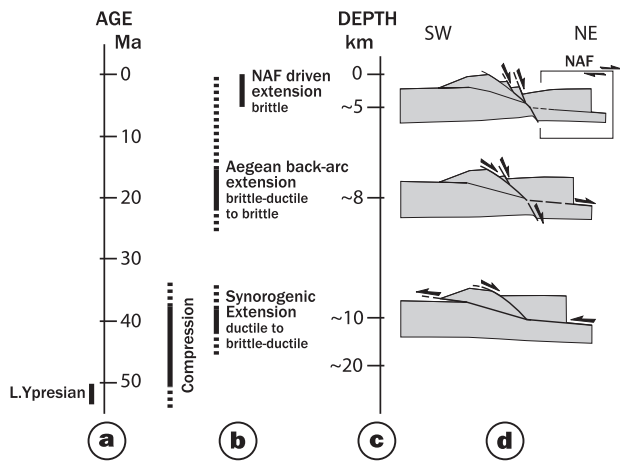 AGE
Ma
0
10
20
30
40
50
L.Ypresian
Compression
NAF driven
extension
brittle
Aegean back-arc
extension
brittle-ductile
to brittle
Synorogenic
Extension
ductile to
brittle-ductile
DEPTH
km
0
~5
~8
~10
~20
SW
NE
NAF
a
b
c
d